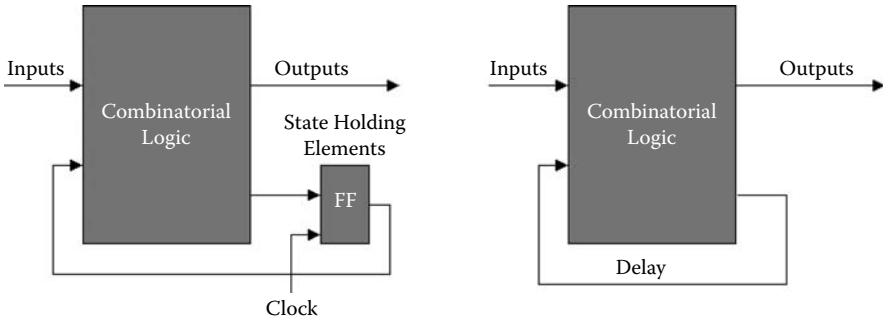 Inputs
Outputs
Combinatorial
Logic
State Holding
Elements
FF
Clock
Inputs
Outputs
Combinatorial
Logic
Delay